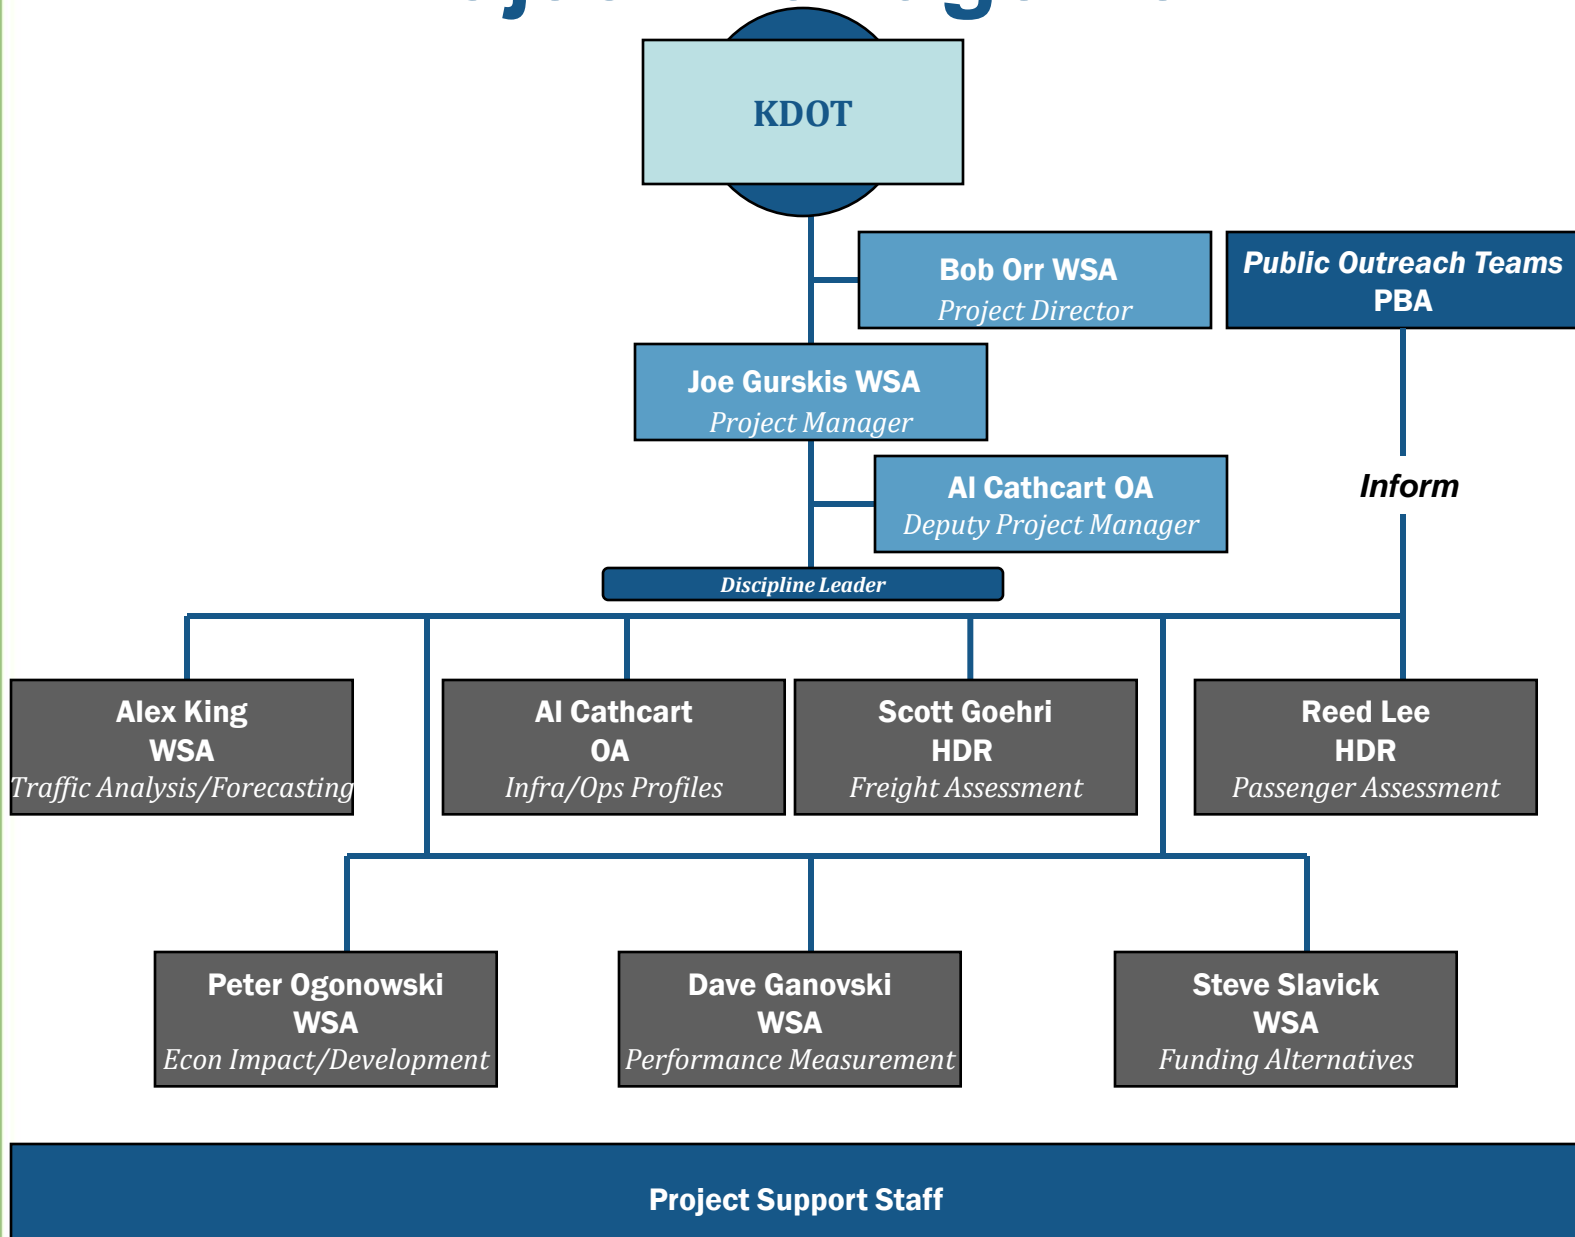 KDOT
Bob Orr WSA
Project Director
Public Outreach Teams
PBA
Joe Gurskis WSA
Project Manager
Al Cathcart OA
Deputy Project Manager
Inform
Discipline Leader
Alex King
WSA
Traffic Analysis/Forecasting
Al Cathcart
OA
Infra/Ops Profiles
Scott Goehri
HDR
Freight Assessment
Reed Lee
HDR
Passenger Assessment
Peter Ogonowski
WSA
Econ Impact/Development
Dave Ganovski
WSA
Performance Measurement
Steve Slavick
WSA
Funding Alternatives
Project Support Staff